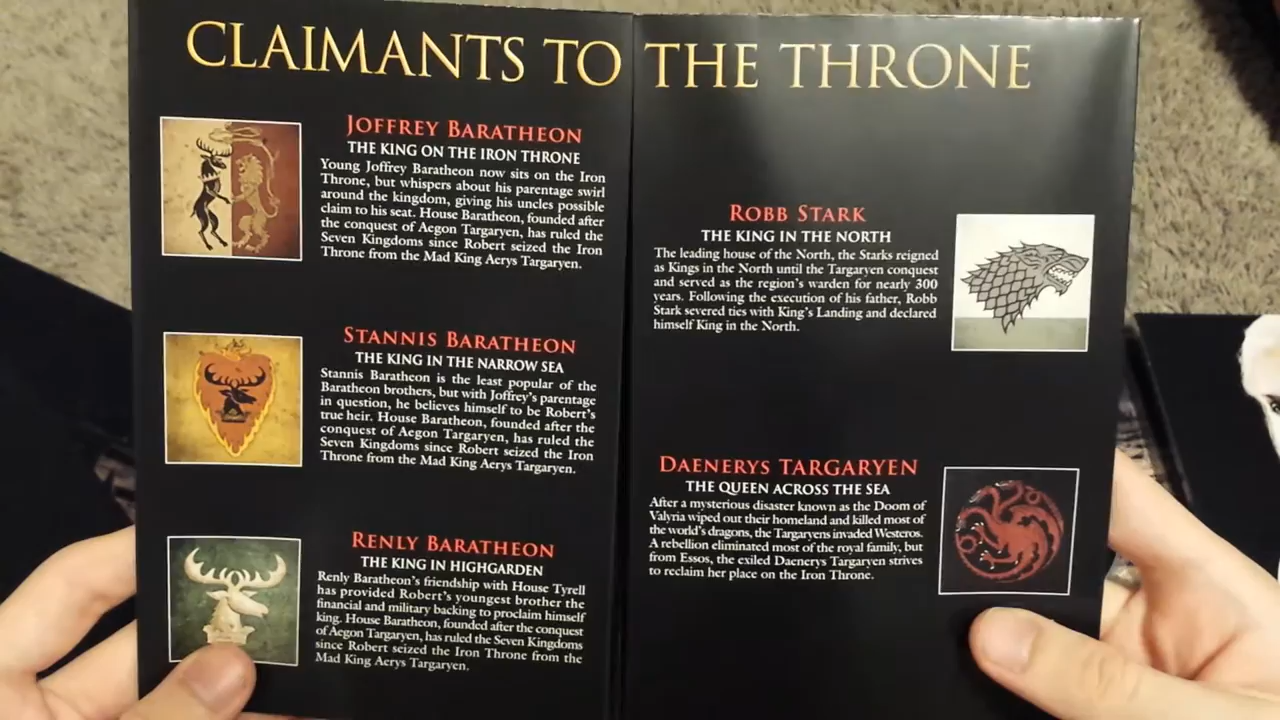 CLAIMANTS TO THE THRONE
JOFFREY BARATHEON
THE KING ON THE IRON THRONE
Young Joffrey Baratheon now sits on the Iron
Throne, but whispers about his parentage swirl
around the kingdom, giving his uncles possible
claim to his seat. House Baratheon, founded after
the conquest of Aegon Targaryen, has ruled the
Seven Kingdoms since Robert seized the Iron
Throne from the Mad King Aerys Targaryen.
STANNIS BARATHEON
THE KING IN THE NARROW SEA
Stannis Baratheon is the least popular of the
Baratheon brothers, but with Joffrey's parentage
in question, he believes himself to be Robert's
true heir. House Baratheon, founded after the
conquest of Aegon Targaryen, has ruled the
Seven Kingdoms since Robert seized the Iron
Throne from the Mad King Aerys Targaryen.
RENLY BARATHEON
THE KING IN HIGHGARDEN
Renly Baratheon's friendship with House Tyrell
has provided Robert's youngest brother the
financial and military backing to proclaim himself
king. House Baratheon, founded after the conquest
of Aegon Targaryen, has ruled the Seven Kingdoms
since Robert seized the Iron Throne from the
Mad King Aerys Targaryen.
ROBB STARK
THE KING IN THE NORTH
The leading house of the North, the Starks reigned
as Kings in the North until the Targaryen conquest
and served as the region's warden for nearly 300
years. Following the execution of his father, Robb
Stark severed ties with King's Landing and declared
himself King in the North.
DAENERYS TARGARYEN
THE QUEEN ACROSS THE SEA
After a mysterious disaster known as the Doom of
Valyria wiped out their homeland and killed most of
the world's dragons, the Targaryens invaded Westeros.
A rebellion eliminated most of the royal family, but
from Essos, the exiled Daenerys Targaryen strives
to reclaim her place on the Iron Throne.